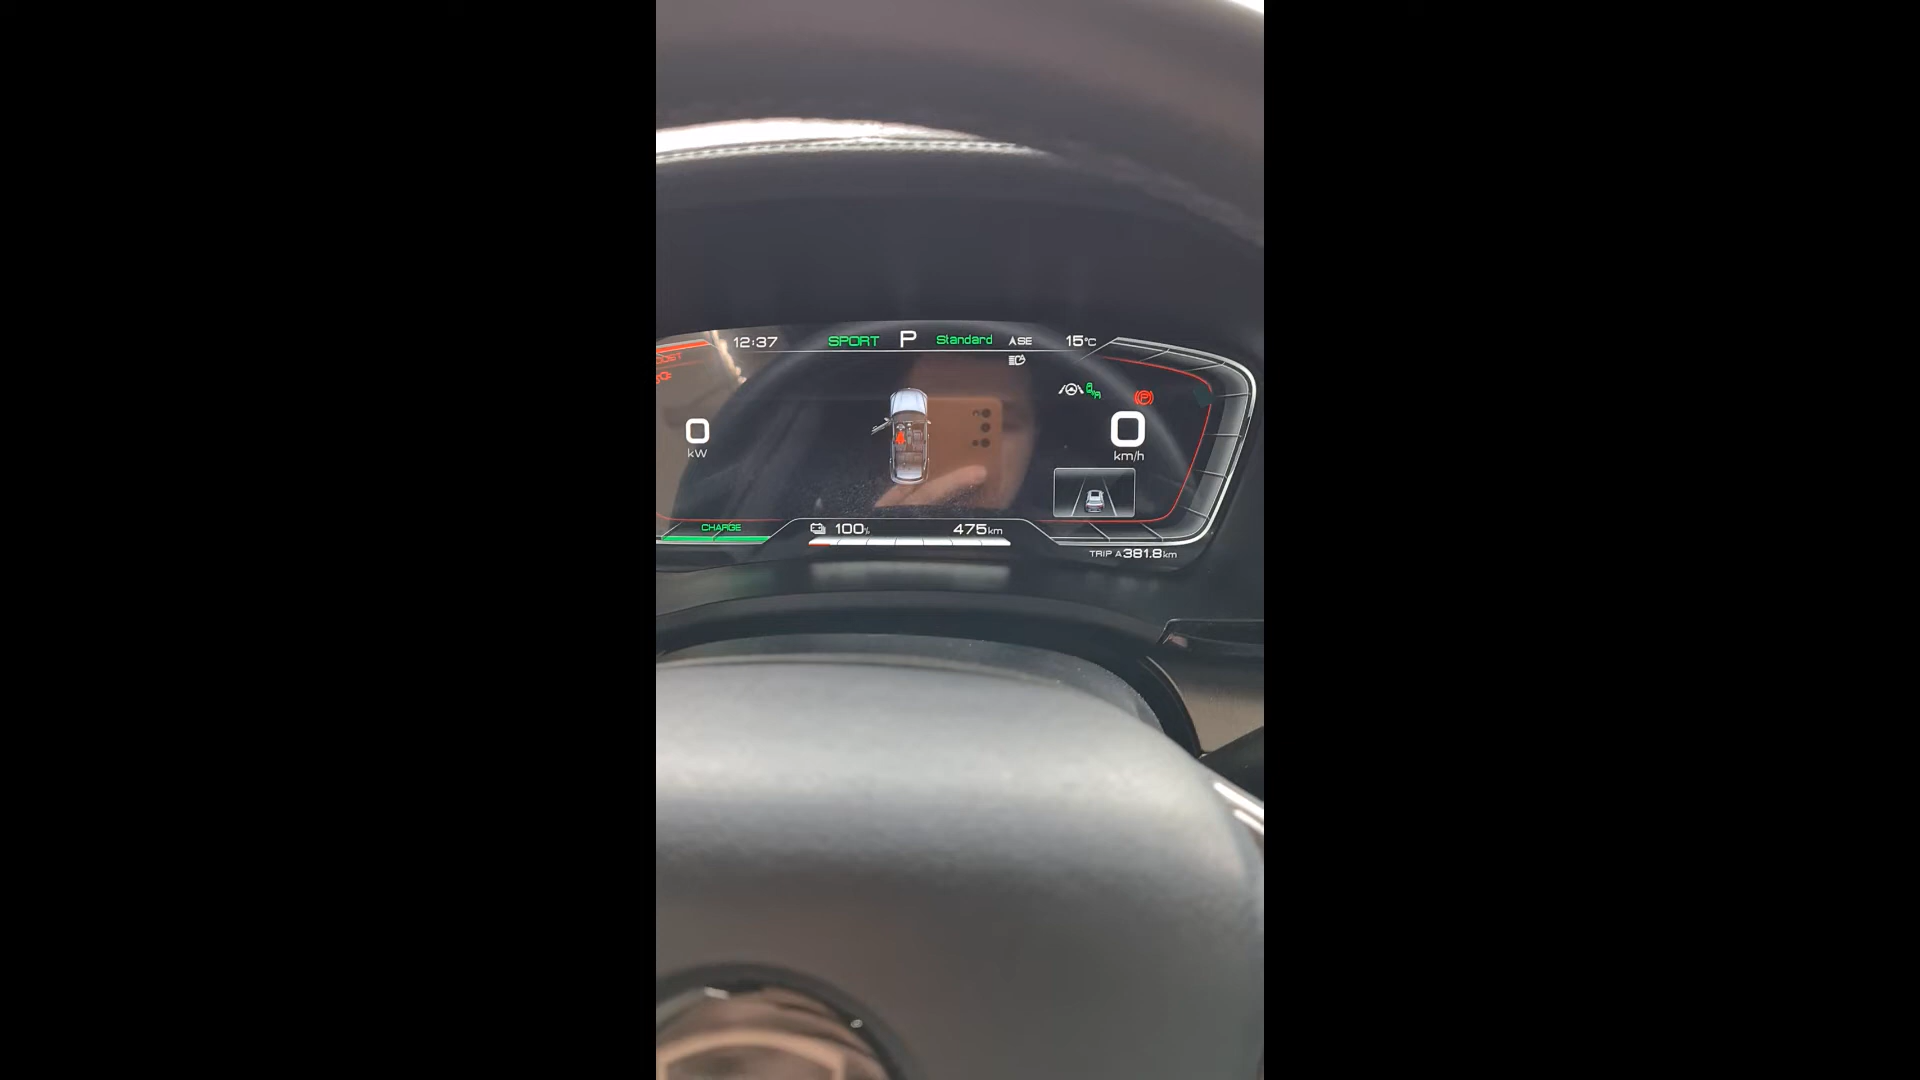 12:37 SPORT P Standard ASE 15°C
0
kW
0
km/h
CHARGE 100% 475km
TRIP A 381.8km